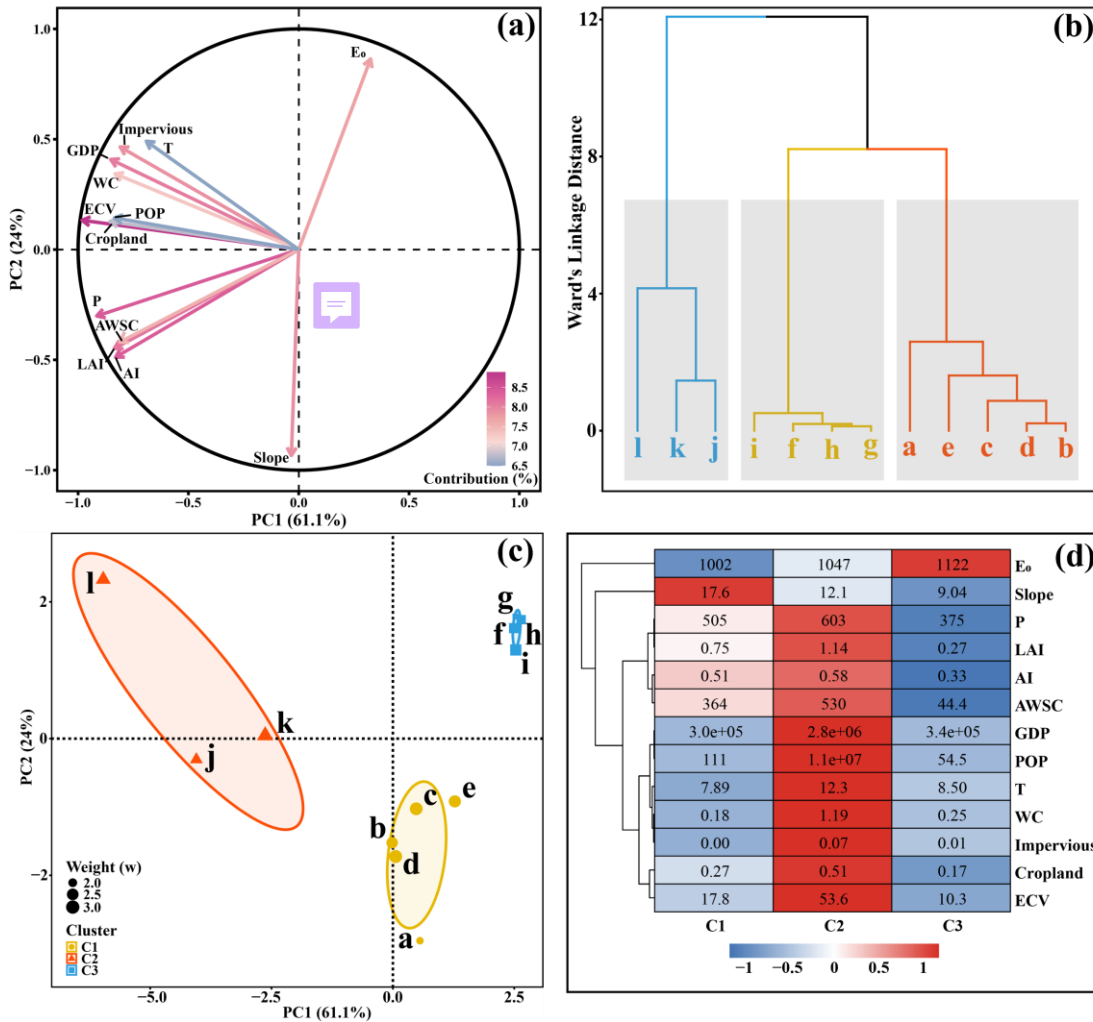 (a)
1.0
0.5
0.0
−0.5
−1.0
PC2 (24%)
E₀
Impervious
T
GDP
WC
ECV
POP
Cropland
P
AWSC
LAI
AI
Slope
8.5
8.0
7.5
7.0
6.5
Contribution (%)
−1.0 −0.5 0.0 0.5 1.0
PC1 (61.1%)
(b)
12
8
4
0
Ward's Linkage Distance
l k j i f h g a e c d b
(c)
2
0
−2
PC2 (24%)
l
g
f h
i
k
j
c e
b
d
a
Weight (w)
2.0
2.5
3.0
Cluster
C1
C2
C3
−5.0 −2.5 0.0 2.5
PC1 (61.1%)
(d)
1002 1047 1122 E₀
17.6 12.1 9.04 Slope
505 603 375 P
0.75 1.14 0.27 LAI
0.51 0.58 0.33 AI
364 530 44.4 AWSC
3.0e+05 2.8e+06 3.4e+05 GDP
111 1.1e+07 54.5 POP
7.89 12.3 8.50 T
0.18 1.19 0.25 WC
0.00 0.07 0.01 Impervious
0.27 0.51 0.17 Cropland
17.8 53.6 10.3 ECV
C1 C2 C3
−1 −0.5 0 0.5 1